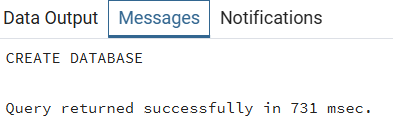 Data Output Messages Notifications
CREATE DATABASE
Query returned successfully in 731 msec.